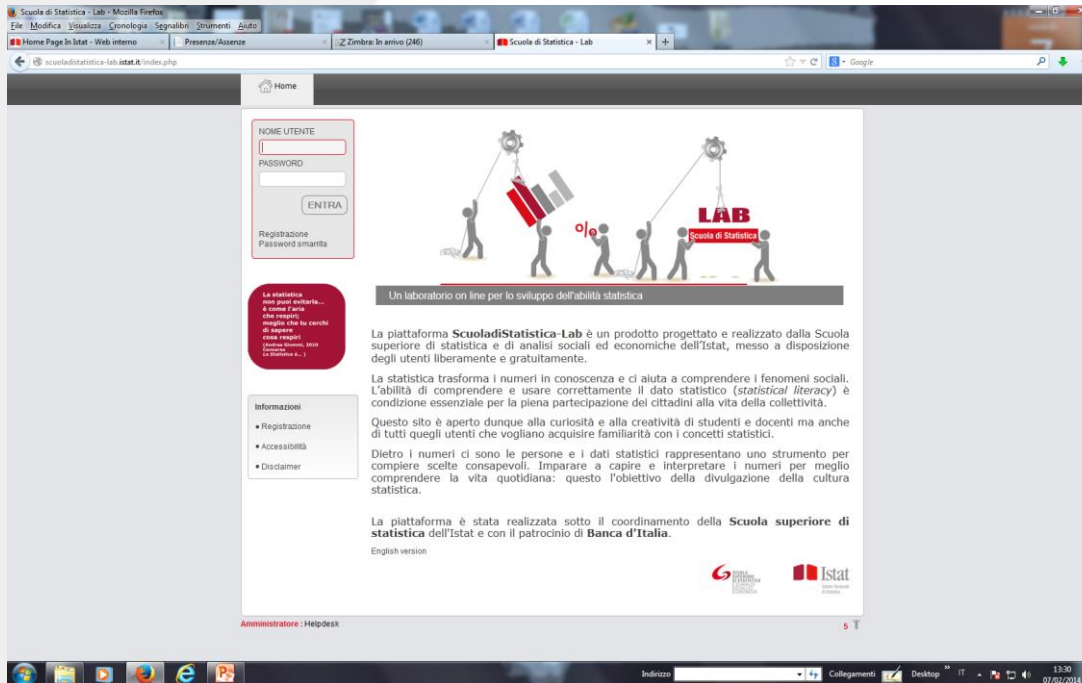 Scuola di Statistica - Lab - Mozilla Firefox
File Modifica Visualizza Cronologia Segnalibri Strumenti Aiuto
Home Page In Istat - Web interno
Presenze/Assenze
Zimbra: In arrivo (246)
Scuola di Statistica - Lab
scuoladistatistica-lab.istat.it/index.php
Google
Home
NOME UTENTE
PASSWORD
ENTRA
Registrazione
Password smarrita
%
LAB
Scuola di Statistica
Un laboratorio on line per lo sviluppo dell'abilità statistica
La statistica
non puoi evitarla...
è come l'aria
che respiri;
meglio che tu cerchi
di sapere
cosa respiri
Informazioni
• Registrazione
• Accessibilità
• Disclaimer
La piattaforma ScuoladiStatistica-Lab è un prodotto progettato e realizzato dalla Scuola
superiore di statistica e di analisi sociali ed economiche dell'Istat, messo a disposizione
degli utenti liberamente e gratuitamente.
La statistica trasforma i numeri in conoscenza e ci aiuta a comprendere i fenomeni sociali.
L'abilità di comprendere e usare correttamente il dato statistico (statistical literacy) è
condizione essenziale per la piena partecipazione dei cittadini alla vita della collettività.
Questo sito è aperto dunque alla curiosità e alla creatività di studenti e docenti ma anche
di tutti quegli utenti che vogliano acquisire familiarità con i concetti statistici.
Dietro i numeri ci sono le persone e i dati statistici rappresentano uno strumento per
compiere scelte consapevoli. Imparare a capire e interpretare i numeri per meglio
comprendere la vita quotidiana: questo l'obiettivo della divulgazione della cultura
statistica.
La piattaforma è stata realizzata sotto il coordinamento della Scuola superiore di
statistica dell'Istat e con il patrocinio di Banca d'Italia.
English version
Istat
Amministratore : Helpdesk
5
Indirizzo
Collegamenti
Desktop
IT
13:30
07/02/2014